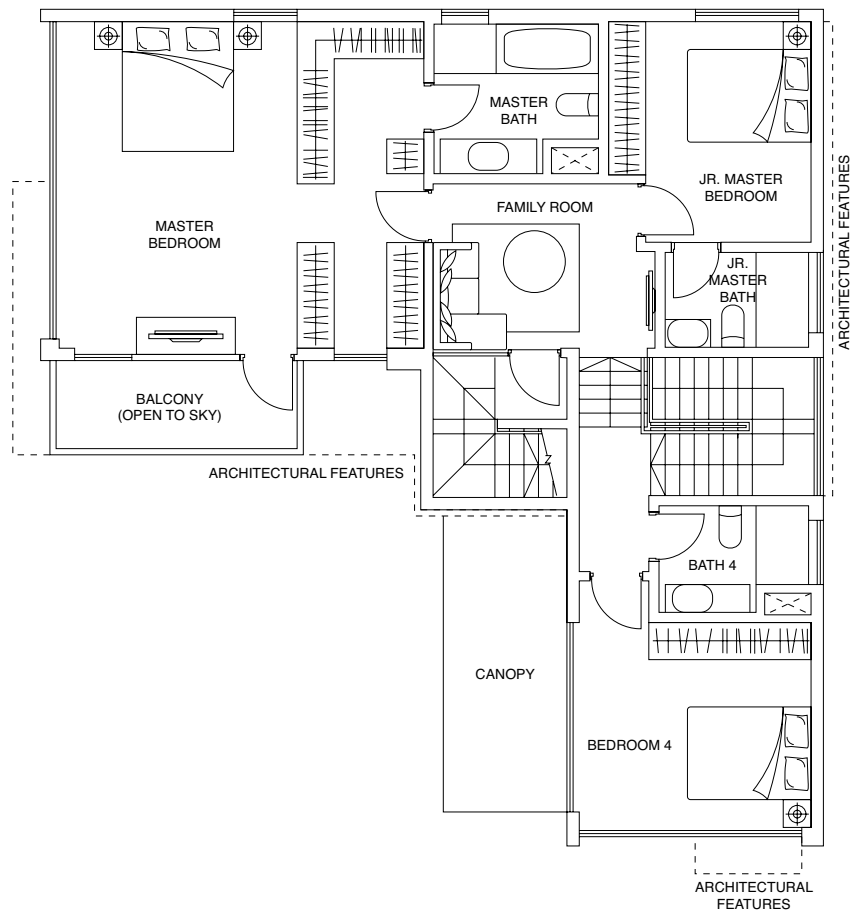 MASTER
BATH
JR. MASTER
BEDROOM
ARCHITECTURAL FEATURES
FAMILY ROOM
MASTER
BEDROOM
JR.
MASTER
BATH
BALCONY
(OPEN TO SKY)
ARCHITECTURAL FEATURES
BATH 4
CANOPY
BEDROOM 4
ARCHITECTURAL
FEATURES